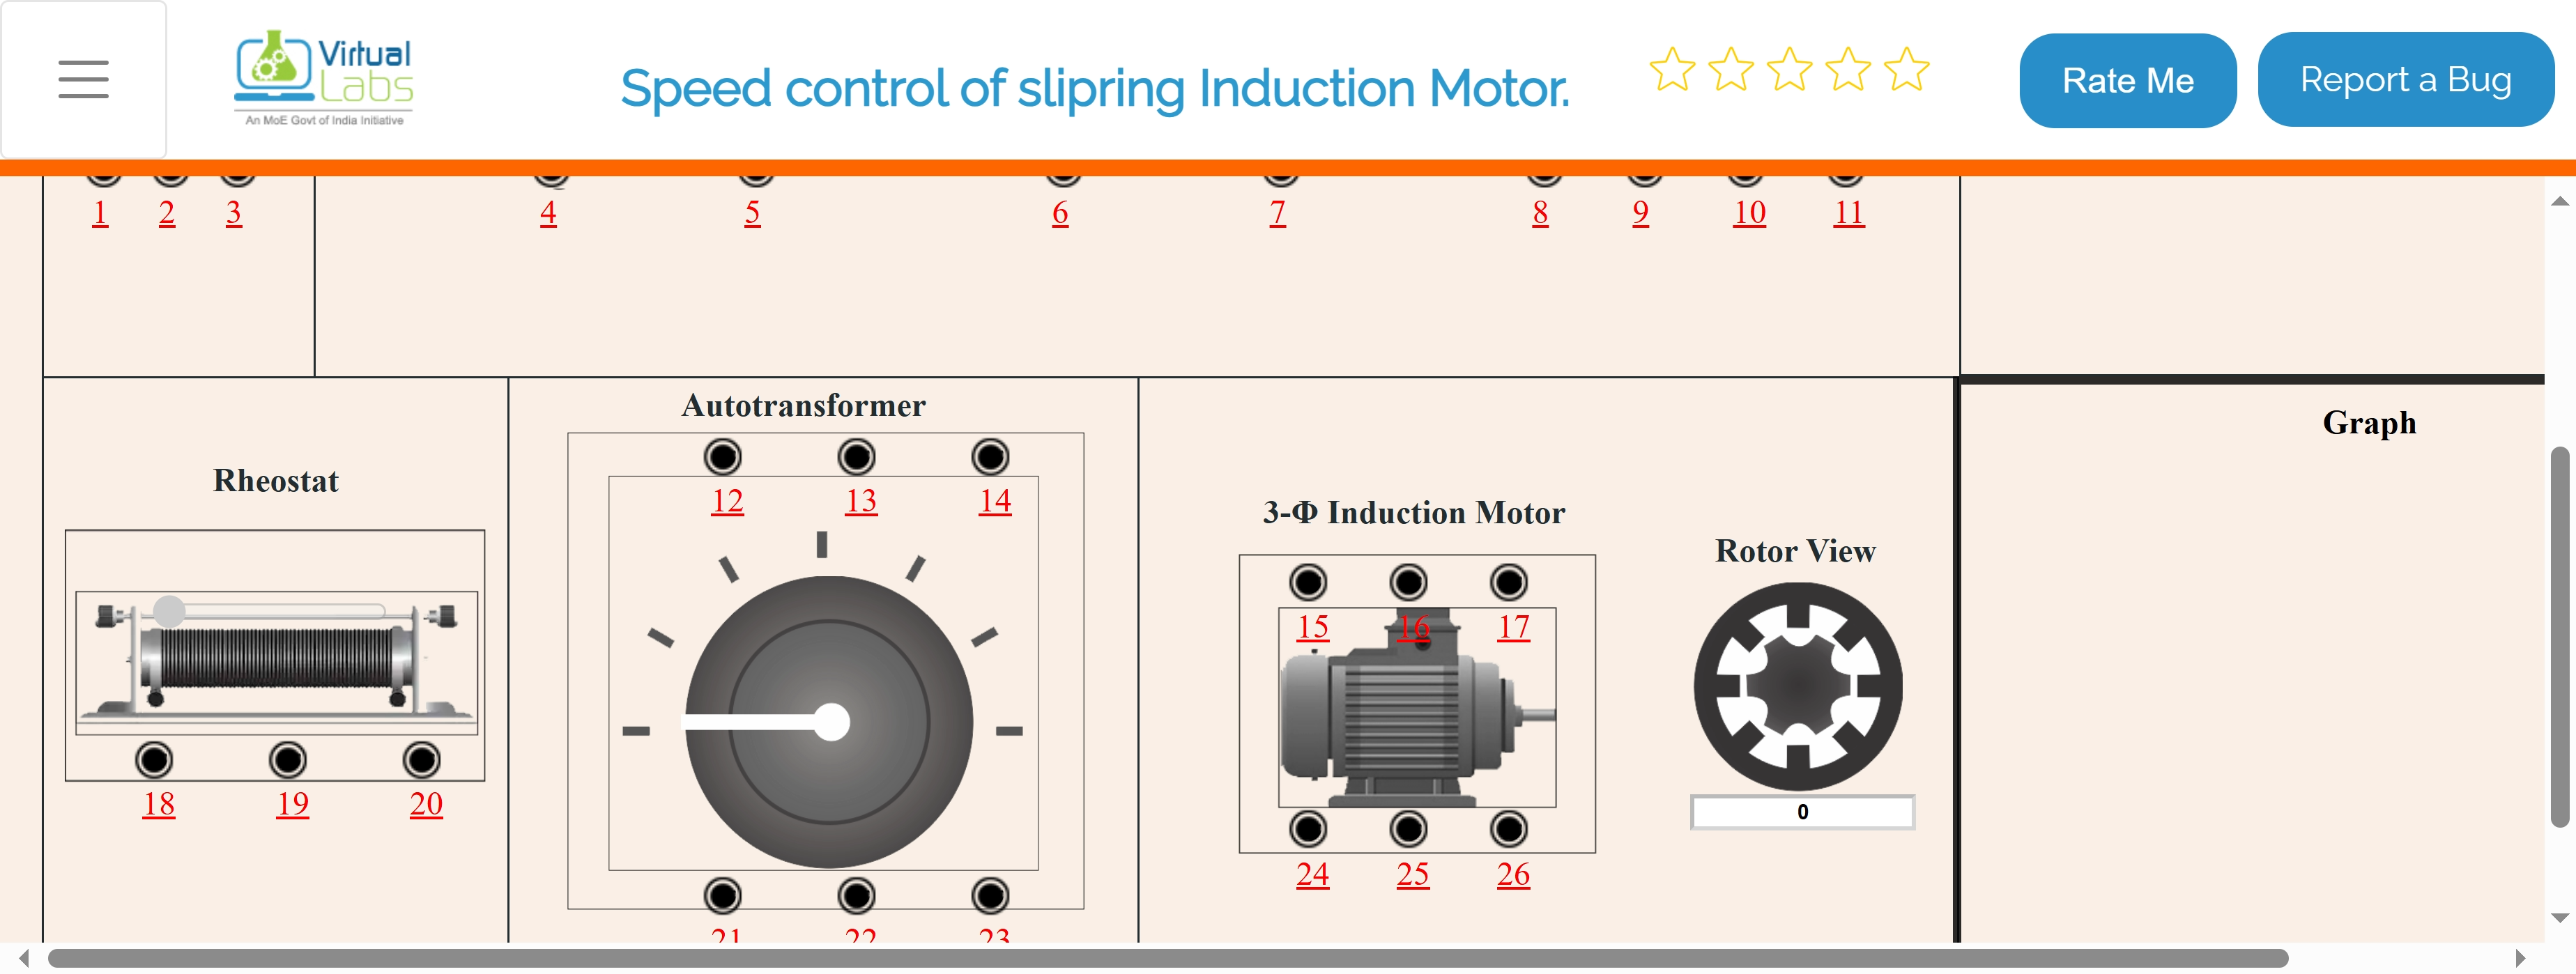 Virtual
Labs
An MoE Govt of India Initiative
Speed control of slipring Induction Motor.
Rate Me
Report a Bug
1 2 3 4 5 6 7 8 9 10 11
Autotransformer
Graph
Rheostat
12 13 14
3-Φ Induction Motor
Rotor View
15 16 17
18 19 20
0
24 25 26
21 22 23